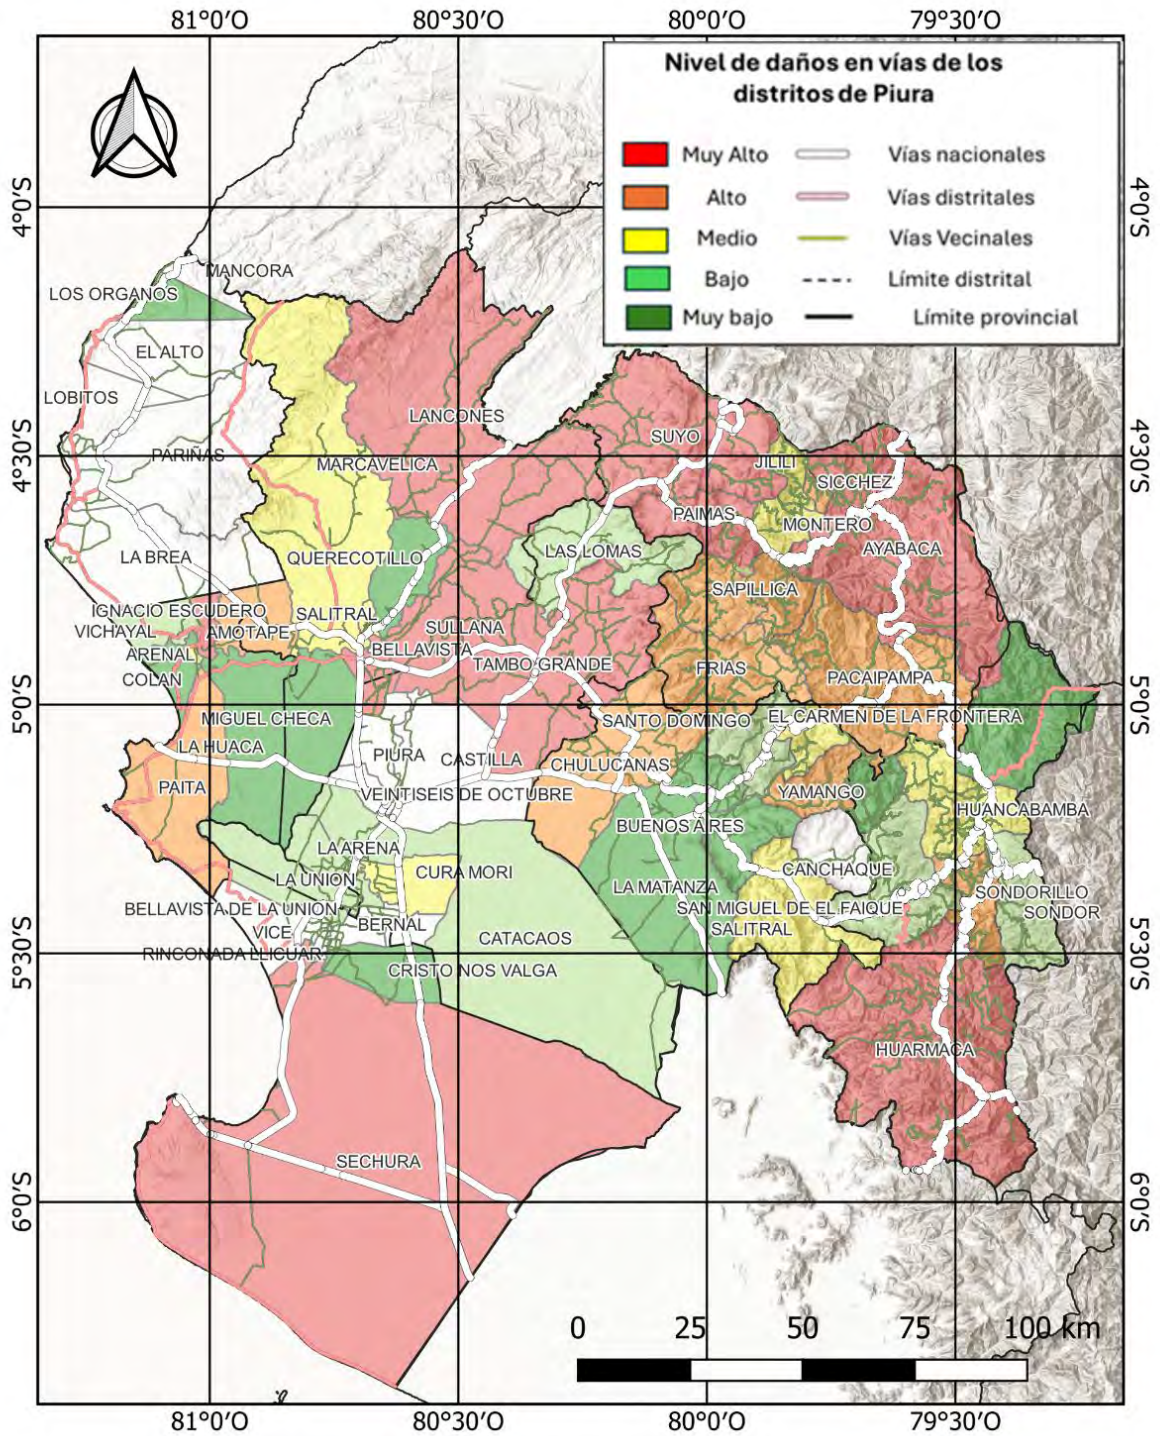 81°0′O 80°30′O 80°0′O 79°30′O
Nivel de daños en vías de los
distritos de Piura
Muy Alto Vías nacionales
Alto Vías distritales
Medio Vías Vecinales
Bajo Límite distrital
Muy bajo Límite provincial
4°0′S 4°0′S
MANCORA
LOS ORGANOS
EL ALTO
LOBITOS
LANCONES
SUYO
4°30′S 4°30′S
PARIÑAS
MARCAVELICA
JILILI
SICCHEZ
PAIMAS
MONTERO
LA BREA
QUERECOTILLO
LAS LOMAS
AYABACA
SAPILLICA
IGNACIO ESCUDERO
SALITRAL
VICHAYAL
AMOTAPE
SULLANA
ARENAL
BELLAVISTA
TAMBO GRANDE
FRIAS
COLAN
PACAIPAMPA
5°0′S 5°0′S
MIGUEL CHECA
SANTO DOMINGO
EL CARMEN DE LA FRONTERA
LA HUACA
PIURA
CASTILLA
CHULUCANAS
PAITA
VEINTISEIS DE OCTUBRE
YAMANGO
HUANCABAMBA
BUENOS AIRES
LA ARENA
CURA MORI
CANCHAQUE
LA UNION
LA MATANZA
SONDORILLO
BELLAVISTA DE LA UNION
SAN MIGUEL DE EL FAIQUE
SONDOR
BERNAL
VICE
SALITRAL
CATACAOS
5°30′S 5°30′S
RINCONADA LLICUAR
CRISTO NOS VALGA
HUARMACA
SECHURA
6°0′S 6°0′S
0 25 50 75 100 km
81°0′O 80°30′O 80°0′O 79°30′O